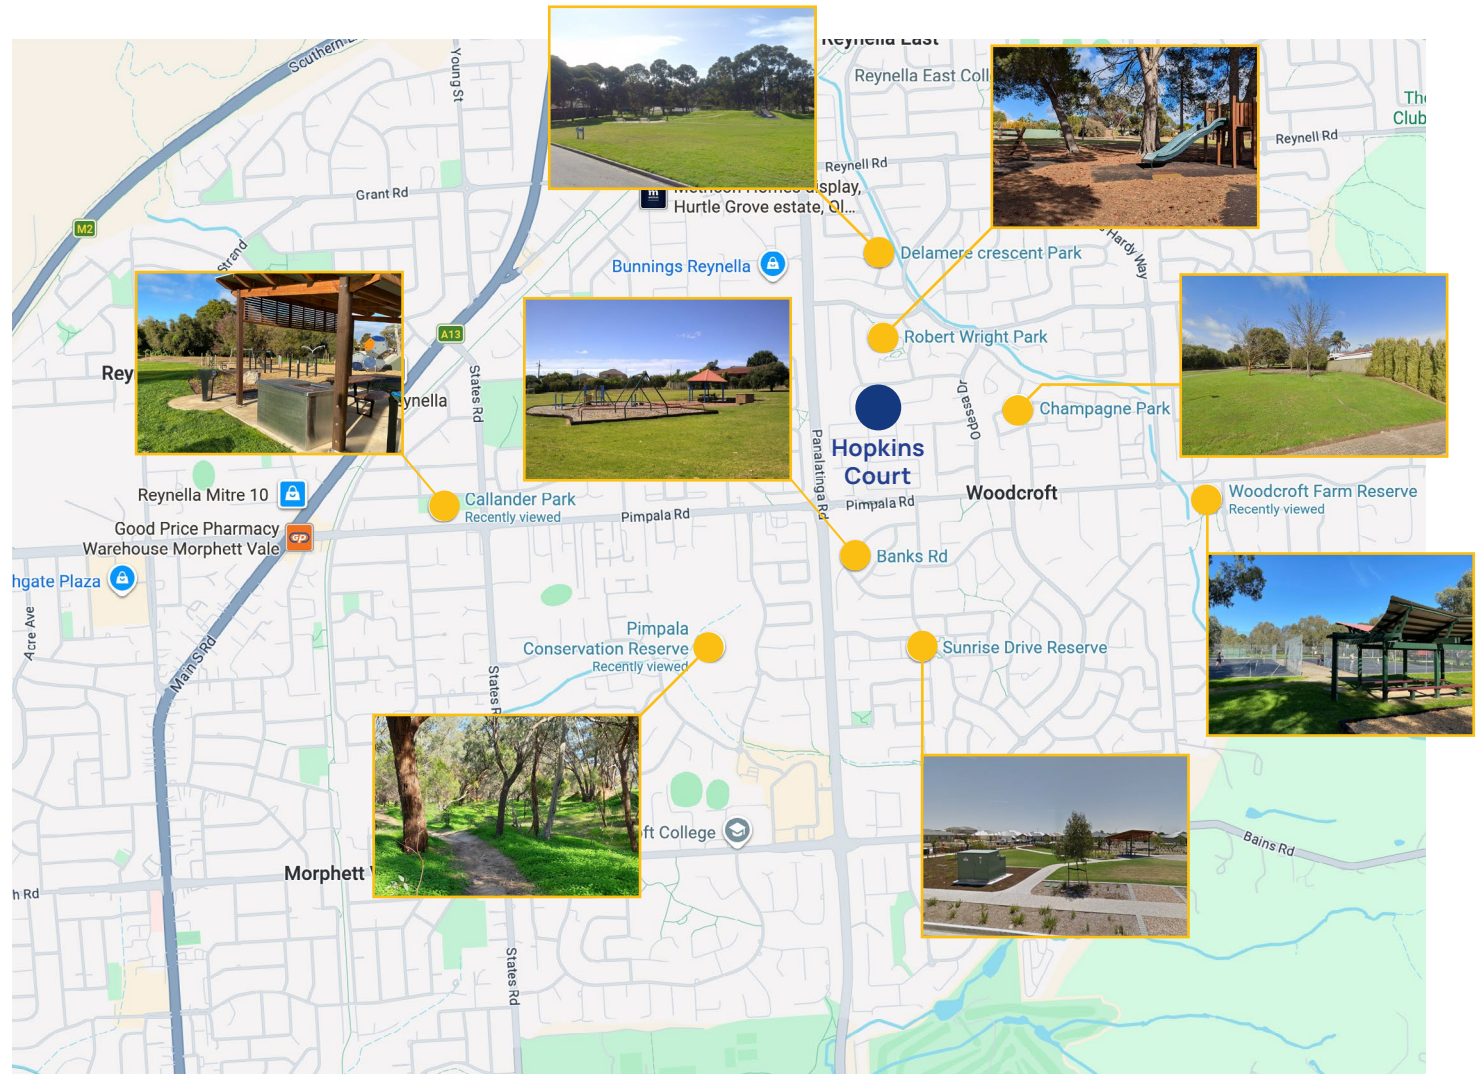 Southern
Young St
Reynella East
Reynella East Coll
The
Club
Reynell Rd
Reynell Rd
Grant Rd
display,
Hurtle Grove estate, Ol...
M2
Strand
Hardy Way
Delamere crescent Park
Bunnings Reynella
A13
Robert Wright Park
Rey
ynella
States Rd
Odessa Dr
Champagne Park
Hopkins
Court
Panalatinga Rd
Reynella Mitre 10
Callander Park
Recently viewed
Pimpala Rd
Pimpala Rd
Woodcroft
Woodcroft Farm Reserve
Recently viewed
Good Price Pharmacy
Warehouse Morphett Vale
GP
Banks Rd
hgate Plaza
Acre Ave
Main S Rd
Pimpala
Conservation Reserve
Recently viewed
Sunrise Drive Reserve
States R
ft College
Bains Rd
Morphett
h Rd
States Rd